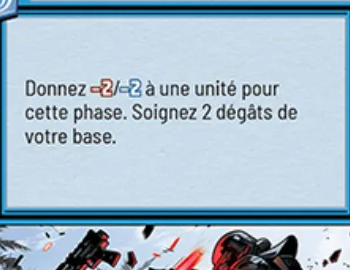 Donnez -2/-2 à une unité pour
cette phase. Soignez 2 dégâts de
votre base.